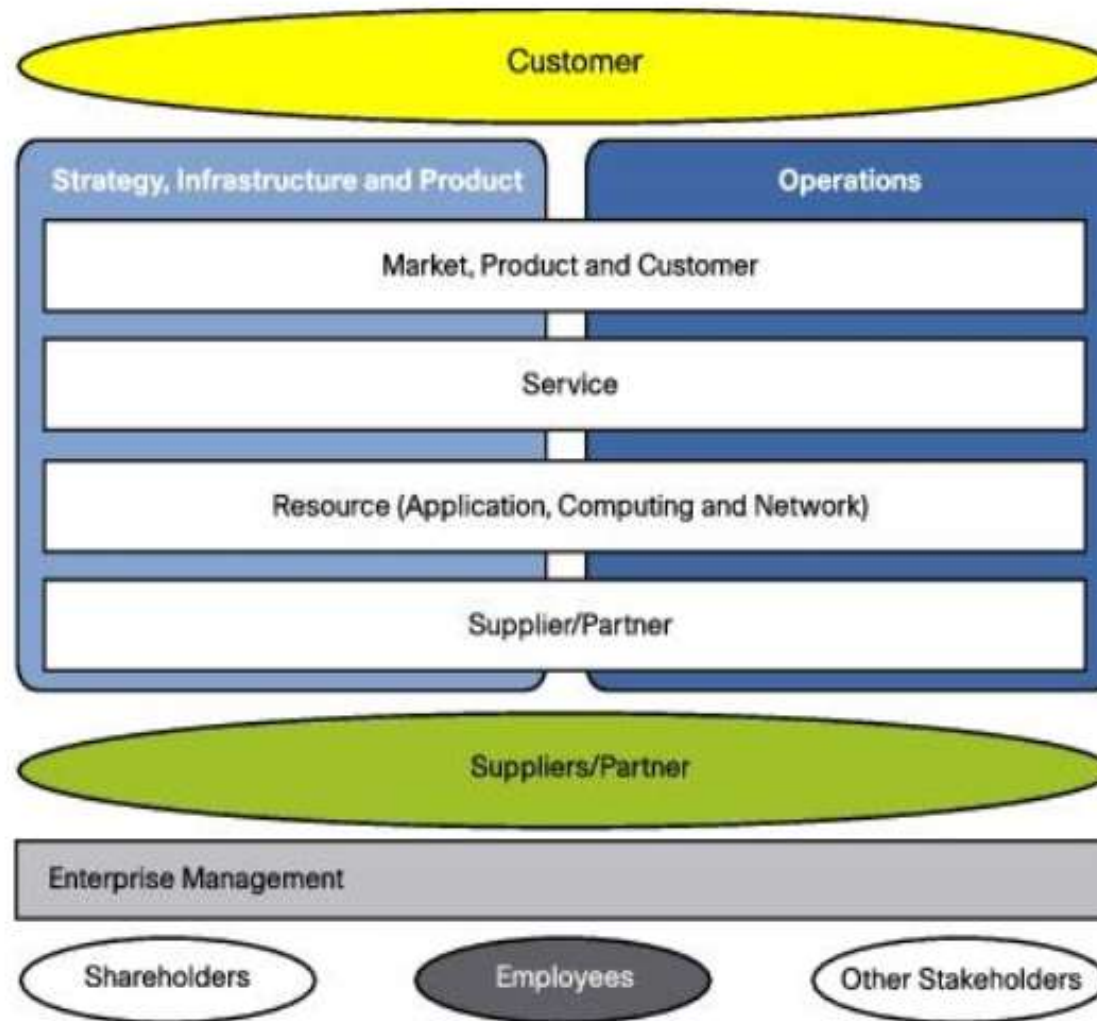 Customer
Strategy, Infrastructure and Product
Operations
Market, Product and Customer
Service
Resource (Application, Computing and Network)
Supplier/Partner
Suppliers/Partner
Enterprise Management
Shareholders
Employees
Other Stakeholders